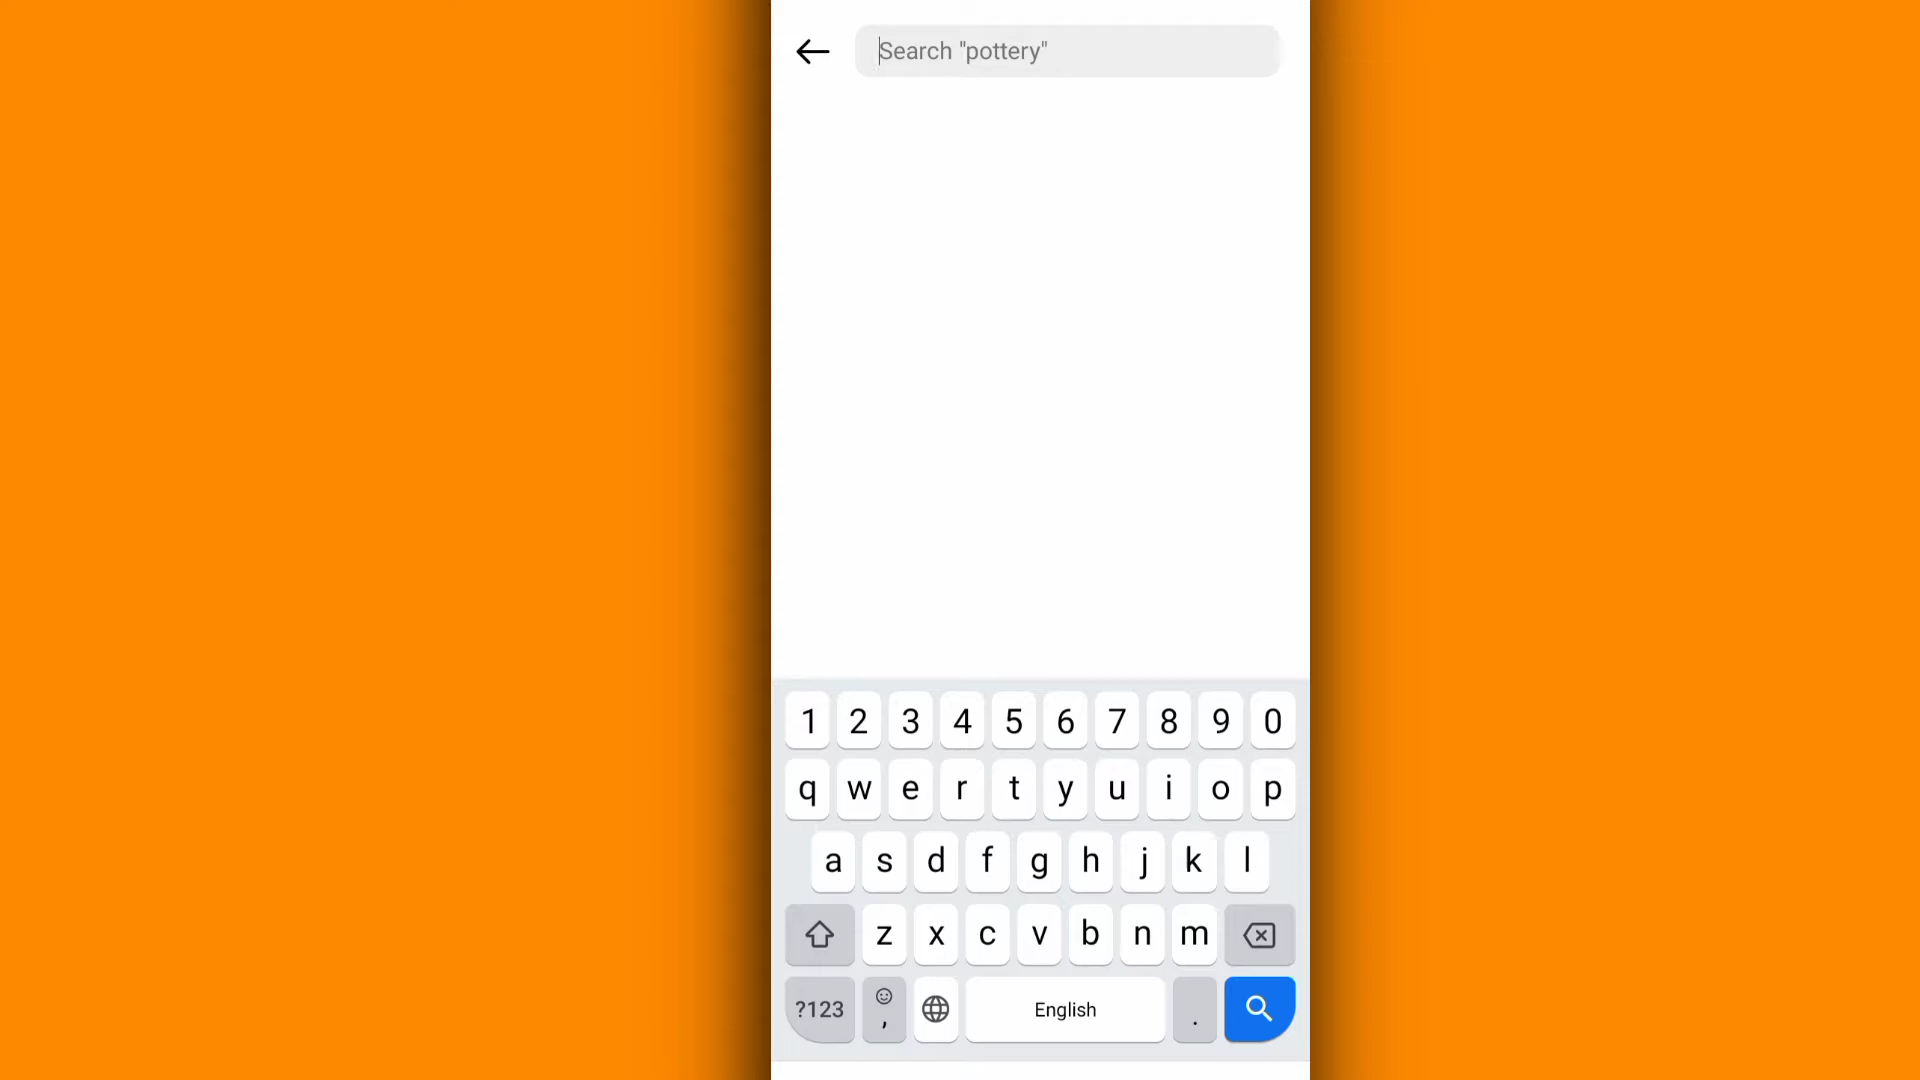 Search "pottery"
1 2 3 4 5 6 7 8 9 0
q w e r t y u i o p
a s d f g h j k l
z x c v b n m
?123 , English .